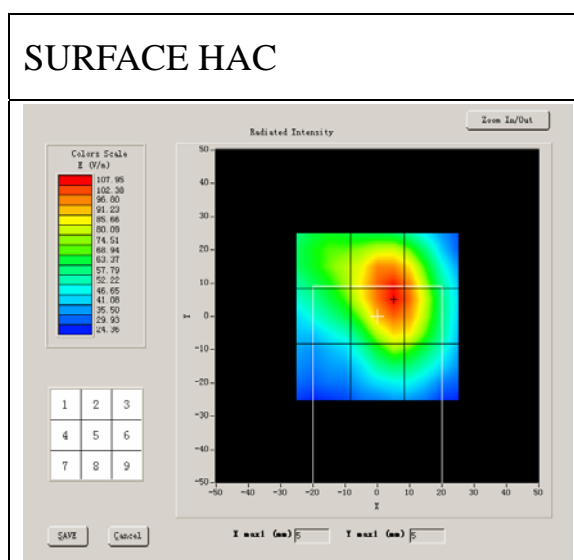 SURFACE HAC
Zoom In/Out
Radiated Intensity
Colors Scale
E (V/m)
107.95
102.38
96.80
91.23
85.66
80.09
74.51
68.94
63.37
57.79
52.22
46.65
41.08
35.50
29.93
24.36
50
40
30
20
10
0
-10
-20
-30
-40
-50
Y
-50 -40 -30 -20 -10 0 10 20 30 40 50
X
1 2 3
4 5 6
7 8 9
SAVE Cancel
X max1 (mm) 5 Y max1 (mm) 5